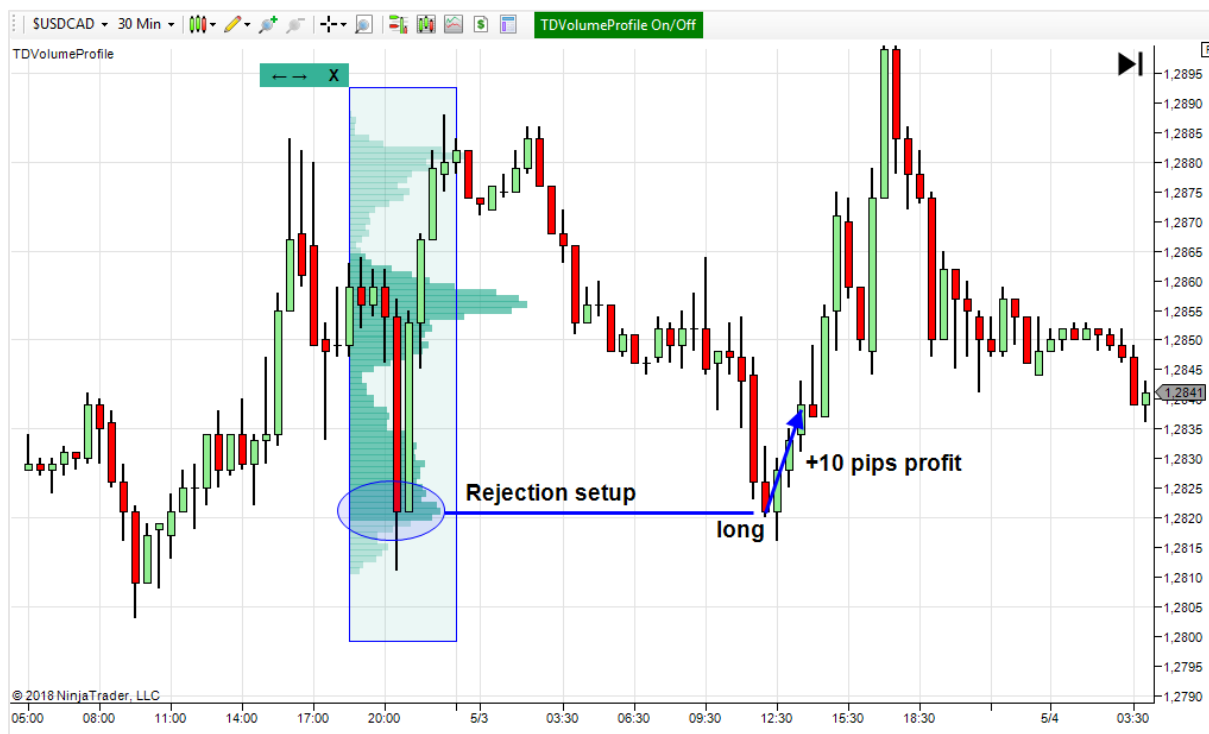 $USDCAD 30 Min $ TDVolumeProfile On/Off
TDVolumeProfile
← → X
F
1,2895
1,2890
1,2885
1,2880
1,2875
1,2870
1,2865
1,2860
1,2855
1,2850
1,2845
1,2841
1,2840
1,2835
+10 pips profit
1,2830
Rejection setup
1,2825
1,2820
long
1,2815
1,2810
1,2805
1,2800
1,2795
© 2018 NinjaTrader, LLC
1,2790
05:00 08:00 11:00 14:00 17:00 20:00 5/3 03:30 06:30 09:30 12:30 15:30 18:30 5/4 03:30